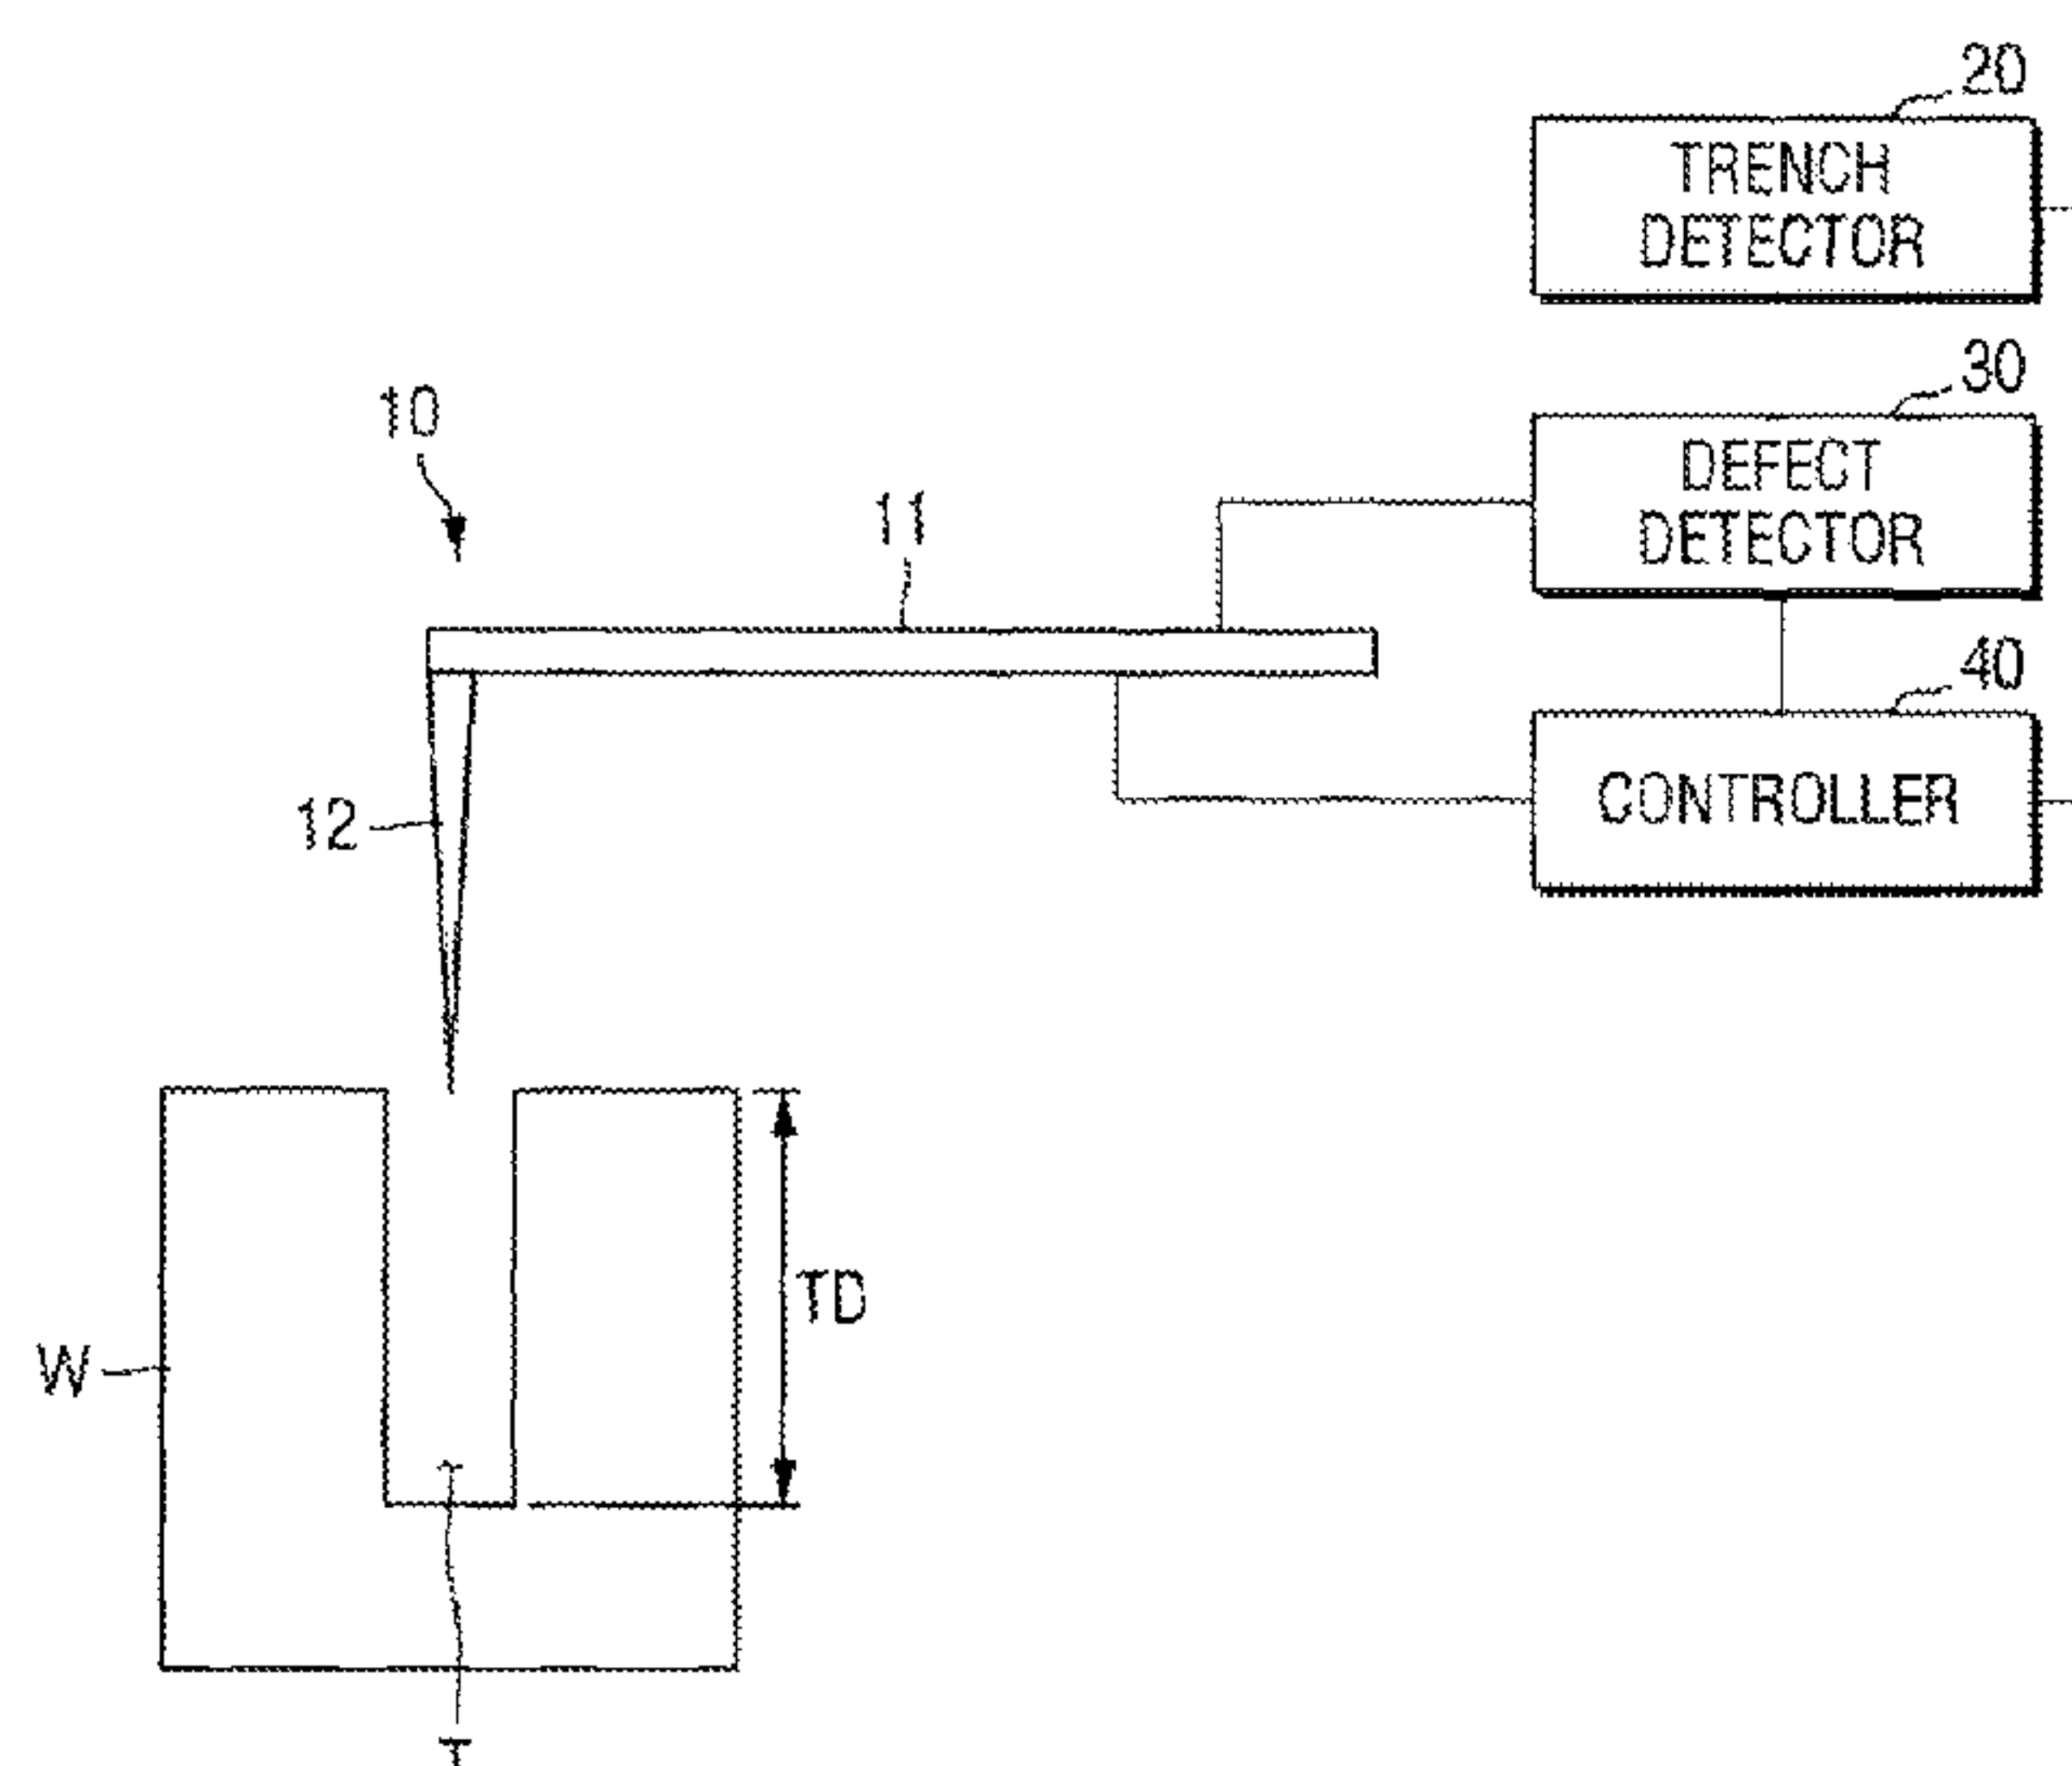 20
TRENCH
DETECTOR
30
DEFECT
DETECTOR
10
11
40
CONTROLLER
12
TD
W
T